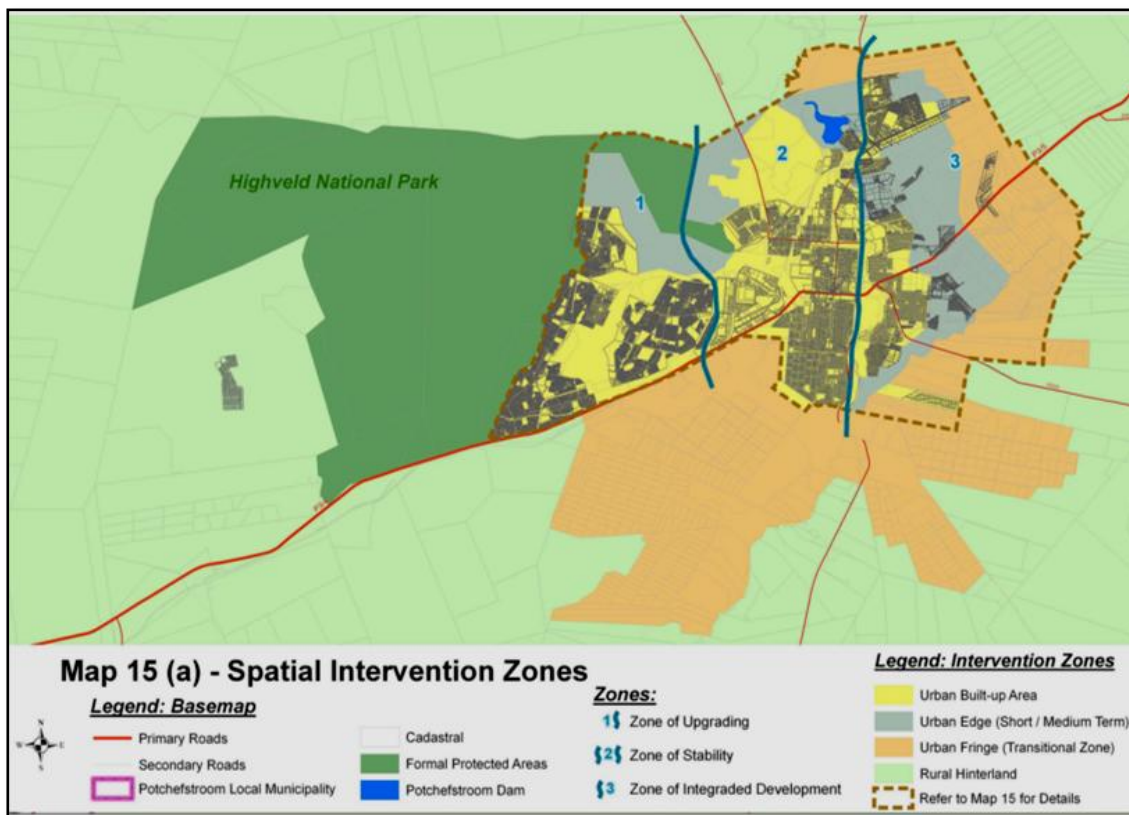 Highveld National Park
1
2
3
Map 15 (a) - Spatial Intervention Zones
Legend: Basemap
Primary Roads
Secondary Roads
Potchefstroom Local Municipality
Cadastral
Formal Protected Areas
Potchefstroom Dam
Zones:
1 Zone of Upgrading
2 Zone of Stability
3 Zone of Integraded Development
Legend: Intervention Zones
Urban Built-up Area
Urban Edge (Short / Medium Term)
Urban Fringe (Transitional Zone)
Rural Hinterland
Refer to Map 15 for Details
N
W
E
S